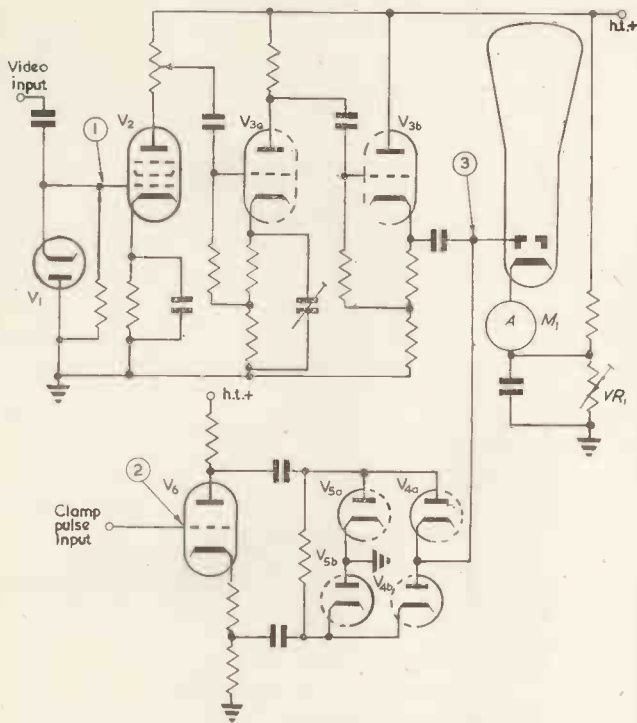 h.t.+
Video
input
1
V2
V3a
V3b
3
V1
A
M1
VR1
h.t.+
2
V6
Clamp
pulse
input
V5a
V4a
V5b
V4b